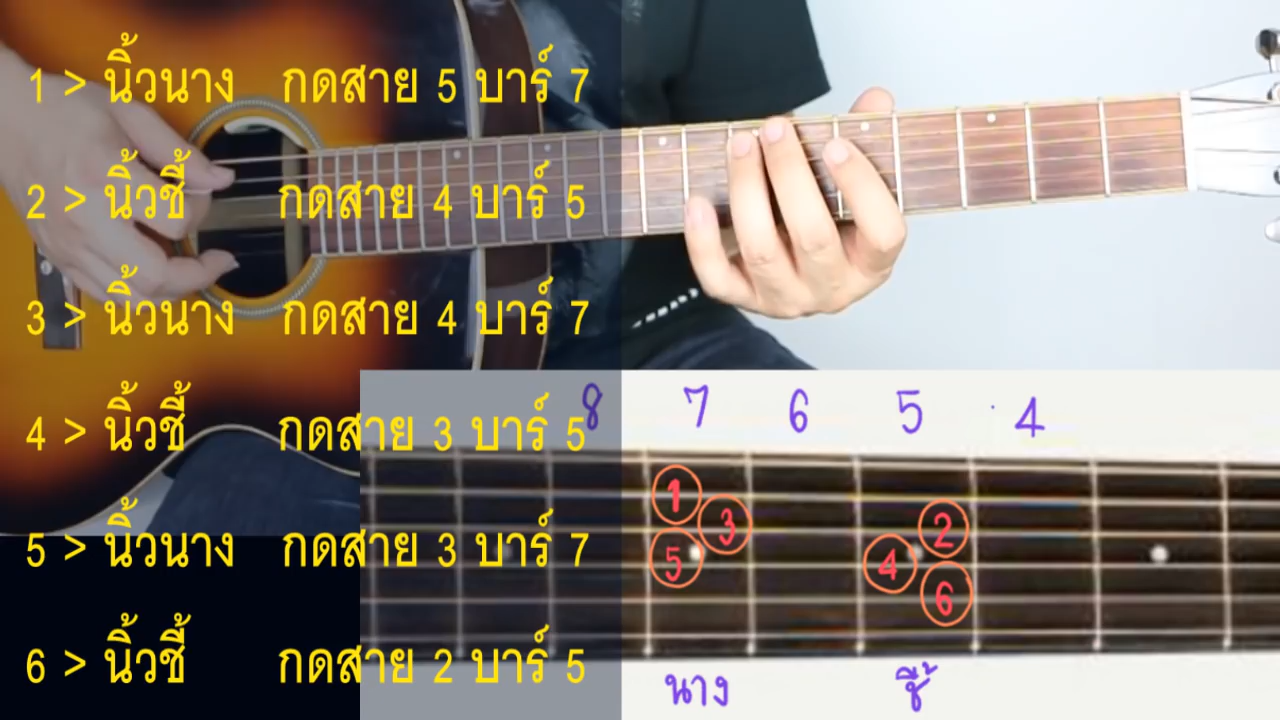 1 > นิ้วนาง กดสาย 5 บาร์ 7
2 > นิ้วชี้ กดสาย 4 บาร์ 5
3 > นิ้วนาง กดสาย 4 บาร์ 7
4 > นิ้วชี้ กดสาย 3 บาร์ 5
5 > นิ้วนาง กดสาย 3 บาร์ 7
6 > นิ้วชี้ กดสาย 2 บาร์ 5
8 7 6 5 4
1
3 2
5 4
6
นาง ชี้